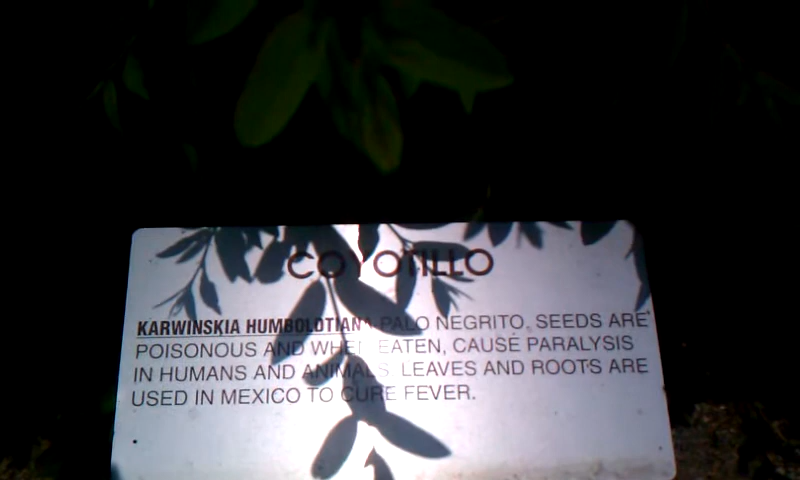 COYOTILLO
KARWINSKIA HUMBOLOTIANA PALO NEGRITO. SEEDS ARE
POISONOUS AND WHEN EATEN, CAUSE PARALYSIS
IN HUMANS AND ANIMALS. LEAVES AND ROOTS ARE
USED IN MEXICO TO CURE FEVER.